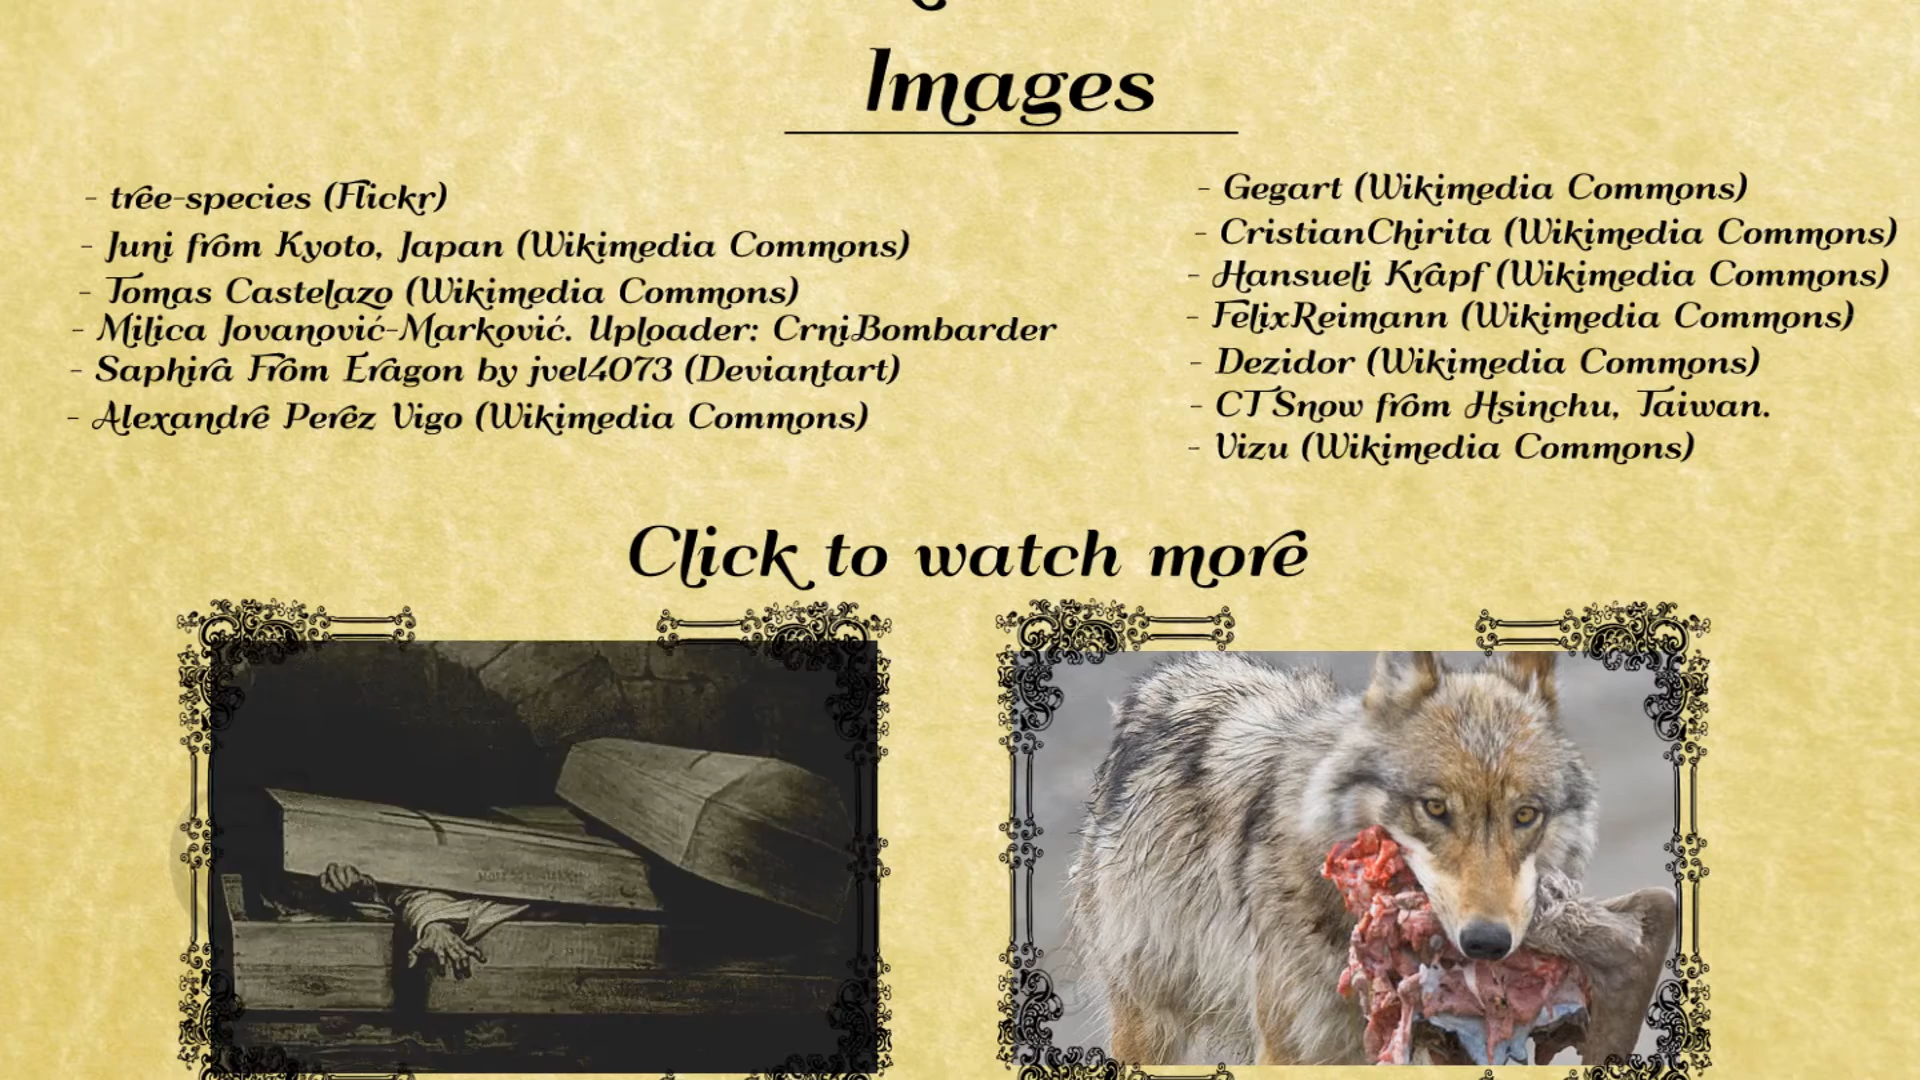 Images
- tree-species (Flickr)
- Juni from Kyoto, Japan (Wikimedia Commons)
- Tomas Castelazo (Wikimedia Commons)
- Milica Jovanović-Marković. Uploader: CrniBombarder
- Saphira From Eragon by jvel4073 (Deviantart)
- Alexandre Perez Vigo (Wikimedia Commons)
- Gegart (Wikimedia Commons)
- CristianChirita (Wikimedia Commons)
- Hansueli Krapf (Wikimedia Commons)
- FelixReimann (Wikimedia Commons)
- Dezidor (Wikimedia Commons)
- CTSnow from Hsinchu, Taiwan.
- Vizu (Wikimedia Commons)
Click to watch more